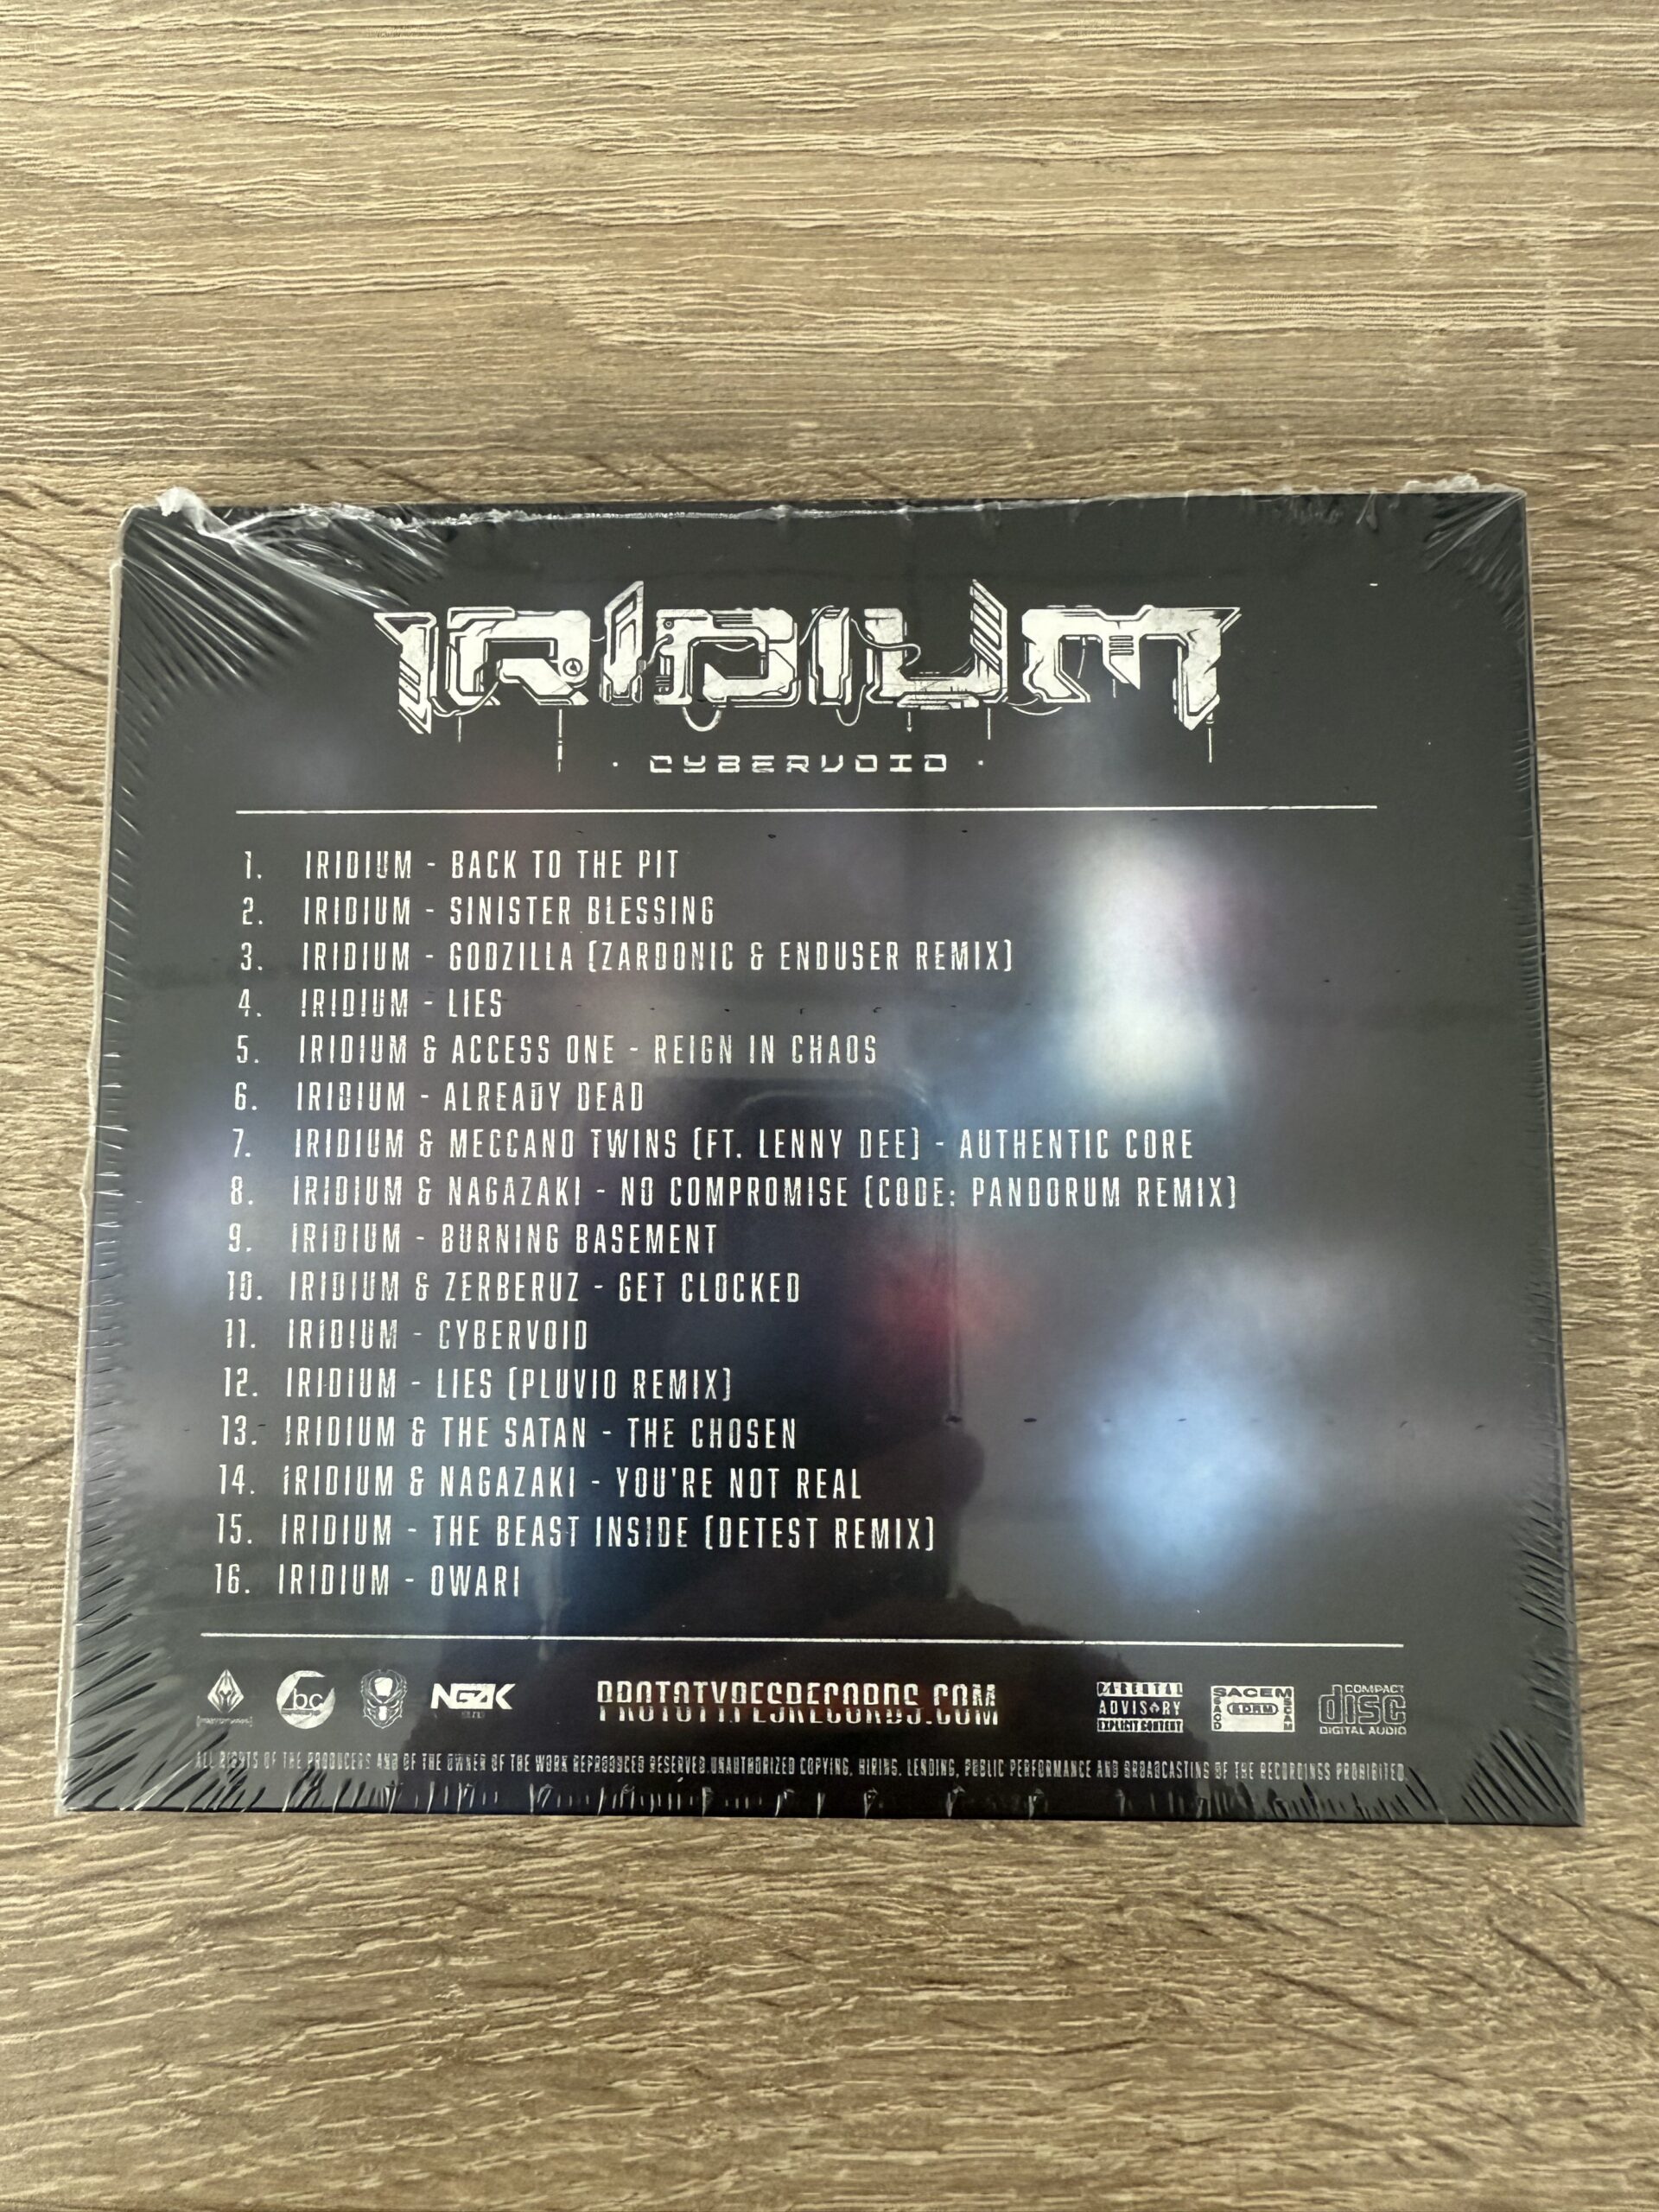 IRIDIUM
· CYBERVOID ·
1. IRIDIUM - BACK TO THE PIT
2. IRIDIUM - SINISTER BLESSING
3. IRIDIUM - GODZILLA (ZARDONIC & ENDUSER REMIX)
4. IRIDIUM - LIES
5. IRIDIUM & ACCESS ONE - REIGN IN CHAOS
6. IRIDIUM - ALREADY DEAD
7. IRIDIUM & MECCANO TWINS (FT. LENNY DEE) - AUTHENTIC CORE
8. IRIDIUM & NAGAZAKI - NO COMPROMISE (CODE: PANDORUM REMIX)
9. IRIDIUM - BURNING BASEMENT
10. IRIDIUM & ZERBERUZ - GET CLOCKED
11. IRIDIUM - CYBERVOID
12. IRIDIUM - LIES (PLUVIO REMIX)
13. IRIDIUM & THE SATAN - THE CHOSEN
14. IRIDIUM & NAGAZAKI - YOU'RE NOT REAL
15. IRIDIUM - THE BEAST INSIDE (DETEST REMIX)
16. IRIDIUM - OWARI
bc NGZK PROTOTYPESRECORDS.COM
PARENTAL ADVISORY EXPLICIT CONTENT
SACEM SACD SDRM SCAM
COMPACT disc DIGITAL AUDIO
ALL RIGHTS OF THE PRODUCERS AND OF THE OWNER OF THE WORK REPRODUCED RESERVED.UNAUTHORIZED COPYING, HIRING, LENDING, PUBLIC PERFORMANCE AND BROADCASTING OF THE RECORDINGS PROHIBITED.